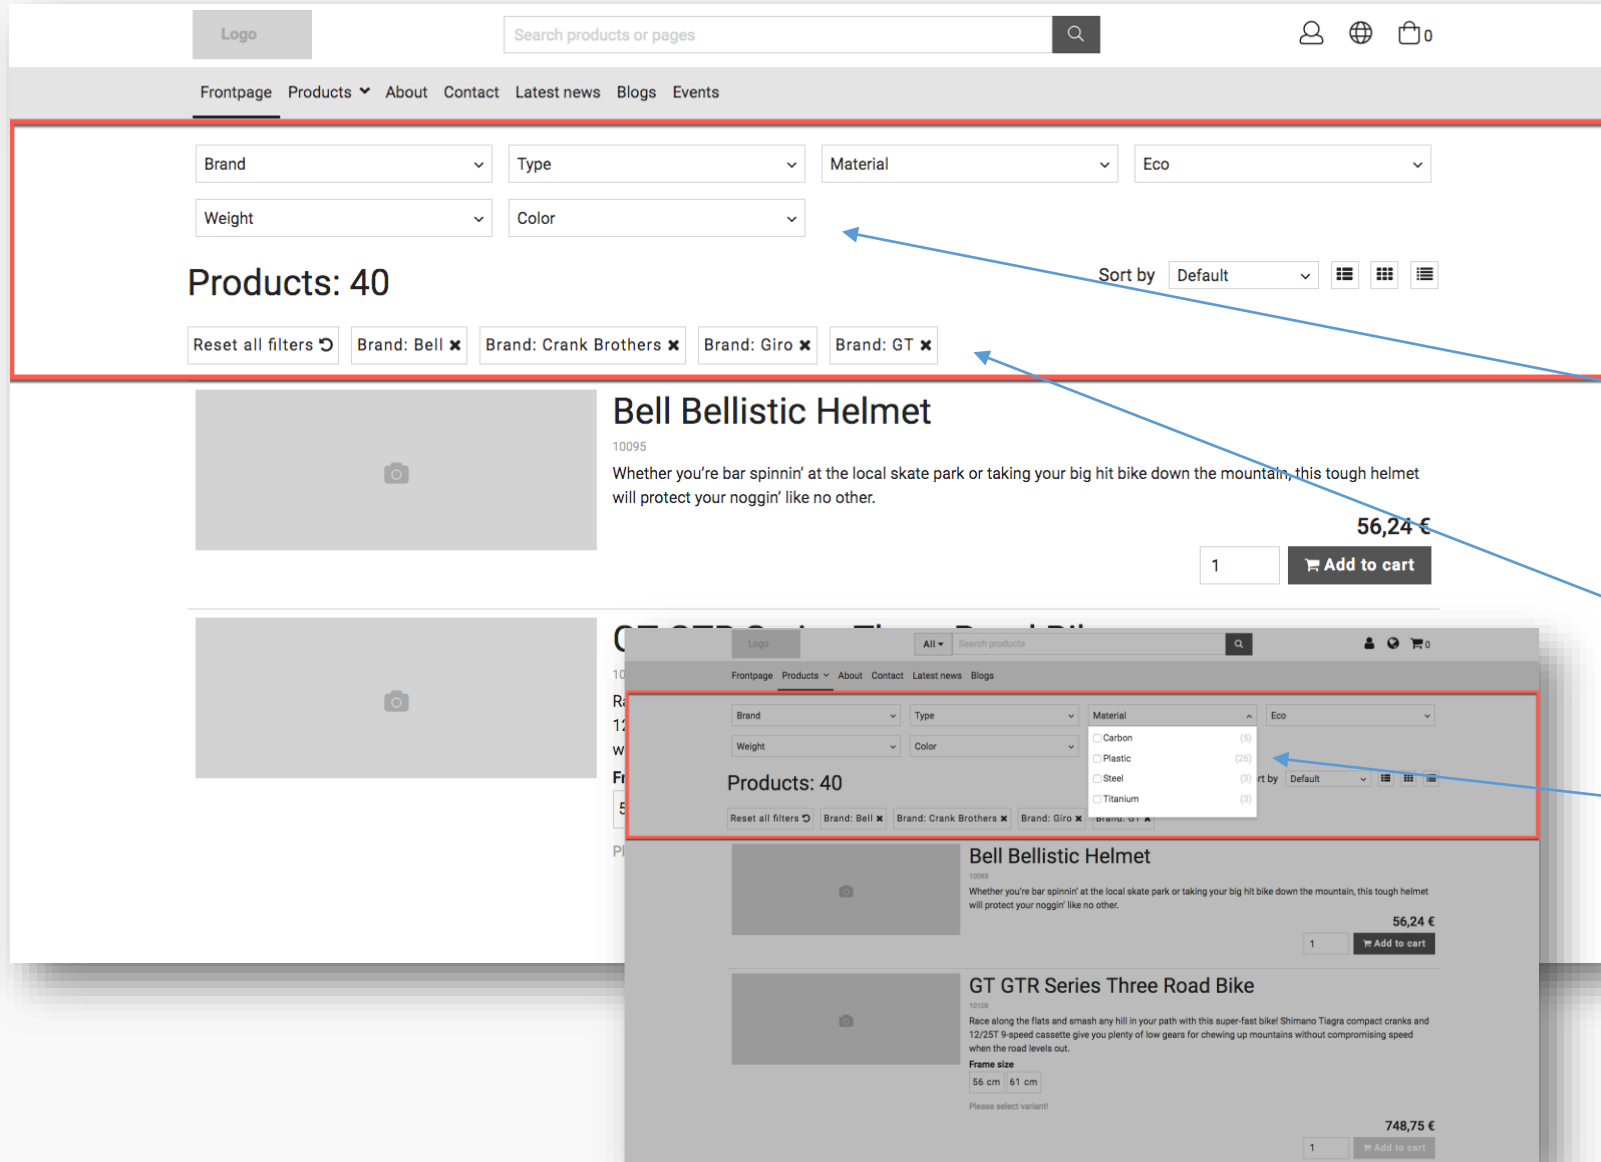 Logo
Search products or pages
0
Frontpage Products About Contact Latest news Blogs Events
Brand Type Material Eco
Weight Color
Products: 40
Sort by Default
Reset all filters Brand: Bell Brand: Crank Brothers Brand: Giro Brand: GT
Bell Bellistic Helmet
10095
Whether you’re bar spinnin’ at the local skate park or taking your big hit bike down the mountain, this tough helmet
will protect your noggin’ like no other.
56,24 €
1 Add to cart
Logo
All Search products
0
Frontpage Products About Contact Latest news Blogs
Brand Type Material Eco
Carbon (5)
Weight Color
Plastic (26)
Products: 40
Steel (3)
rt by Default
Titanium (3)
Reset all filters Brand: Bell Brand: Crank Brothers Brand: Giro Brand: GT
Bell Bellistic Helmet
10095
Whether you’re bar spinnin’ at the local skate park or taking your big hit bike down the mountain, this tough helmet
will protect your noggin’ like no other.
56,24 €
1 Add to cart
GT GTR Series Three Road Bike
10108
Race along the flats and smash any hill in your path with this super-fast bike! Shimano Tiagra compact cranks and
12/25T 9-speed cassette give you plenty of low gears for chewing up mountains without compromising speed
when the road levels out.
Frame size
56 cm 61 cm
Please select variant!
748,75 €
1 Add to cart